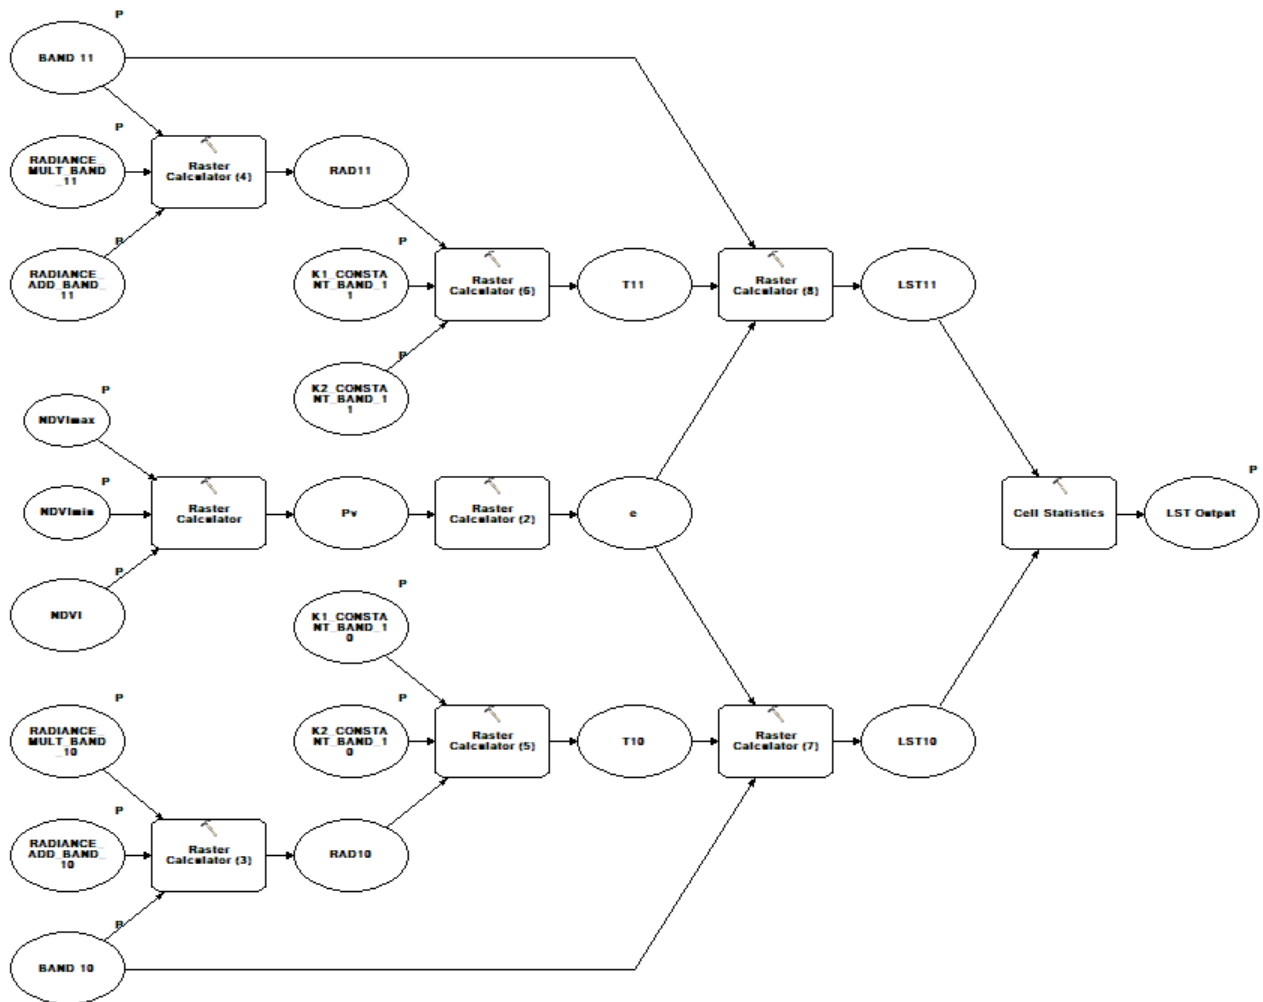 P
BAND 11
P
RADIANCE_
MULT_BAND
_11
Raster
Calculator (4)
RAD11
P
RADIANCE_
ADD_BAND_
11
P
K1_CONSTA
NT_BAND_1
1
Raster
Calculator (6)
T11
Raster
Calculator (8)
LST11
P
K2_CONSTA
NT_BAND_1
1
P
NDVImax
P
NDVImin
Raster
Calculator
Pv
Raster
Calculator (2)
e
Cell Statistics
P
LST Output
P
NDVI
P
K1_CONSTA
NT_BAND_1
0
P
RADIANCE_
MULT_BAND
_10
P
K2_CONSTA
NT_BAND_1
0
Raster
Calculator (5)
T10
Raster
Calculator (7)
LST10
P
RADIANCE_
ADD_BAND_
10
Raster
Calculator (3)
RAD10
P
BAND 10